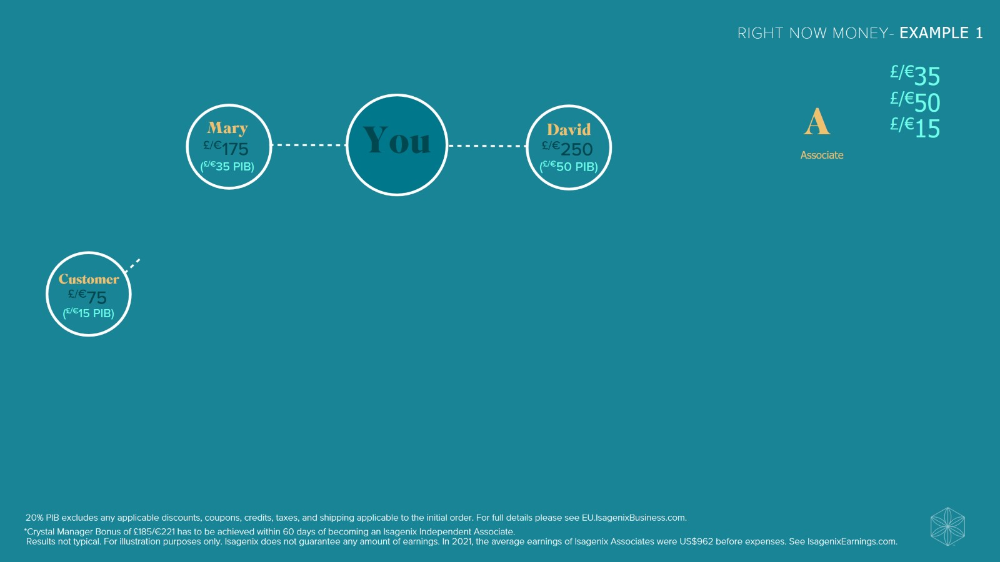 RIGHT NOW MONEY- EXAMPLE 1
£/€35
£/€50
£/€15
A
Associate
Mary
£/€175
(£/€35 PIB)
You
David
£/€250
(£/€50 PIB)
Customer
£/€75
(£/€15 PIB)
20% PIB excludes any applicable discounts, coupons, credits, taxes, and shipping applicable to the initial order. For full details please see EU.IsagenixBusiness.com.
*Crystal Manager Bonus of £185/€221 has to be achieved within 60 days of becoming an Isagenix Independent Associate.
Results not typical. For illustration purposes only. Isagenix does not guarantee any amount of earnings. In 2021, the average earnings of Isagenix Associates were US$962 before expenses. See IsagenixEarnings.com.